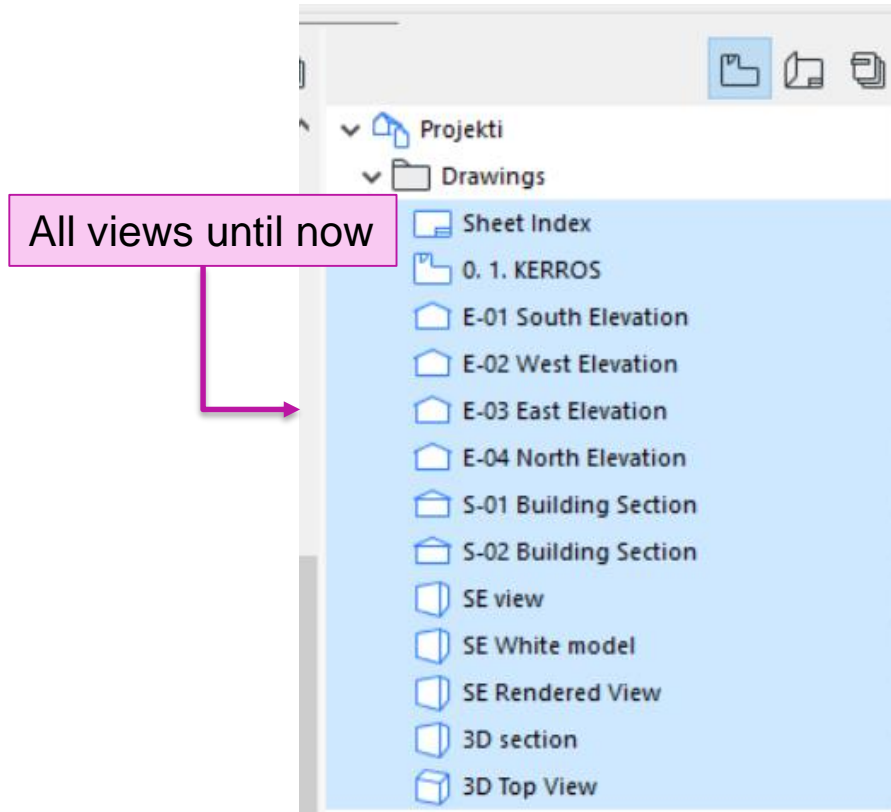 Projekti
Drawings
All views until now
Sheet Index
0. 1. KERROS
E-01 South Elevation
E-02 West Elevation
E-03 East Elevation
E-04 North Elevation
S-01 Building Section
S-02 Building Section
SE view
SE White model
SE Rendered View
3D section
3D Top View